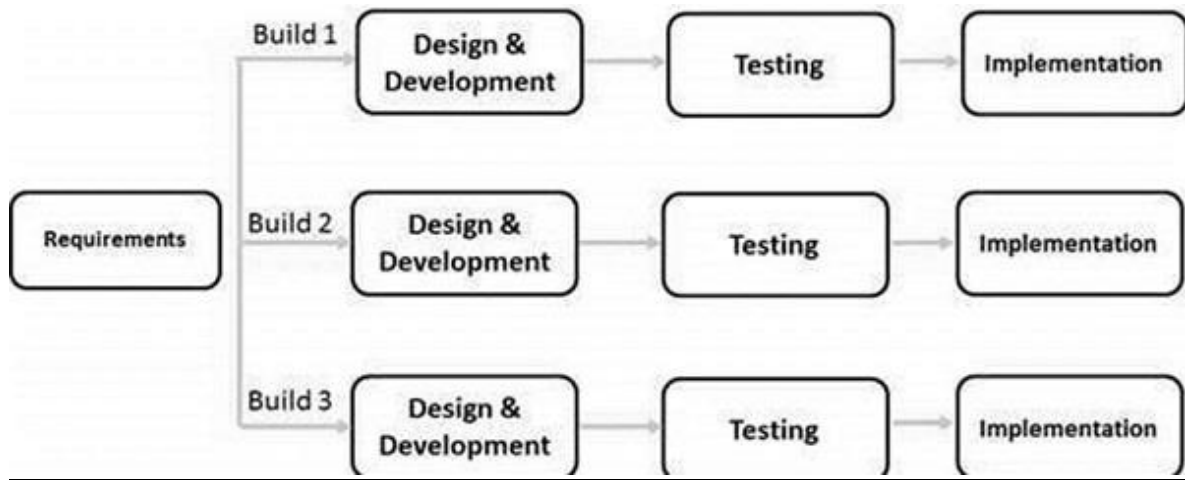 Build 1
Design &
Development
Testing
Implementation
Requirements
Build 2
Design &
Development
Testing
Implementation
Build 3
Design &
Development
Testing
Implementation